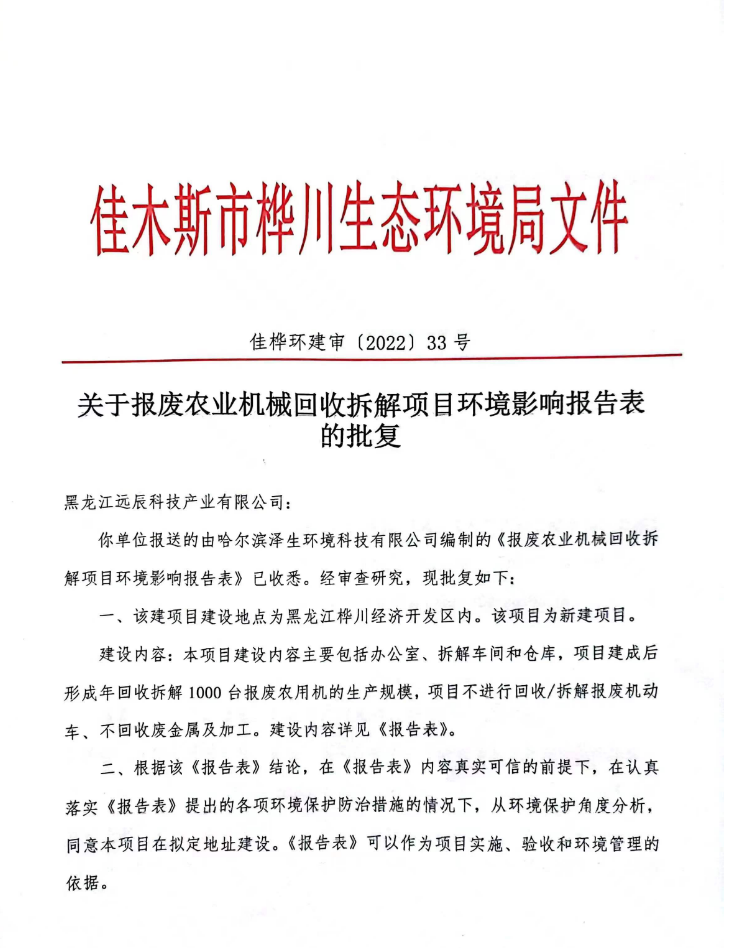 佳木斯市桦川生态环境局文件
佳桦环建审〔2022〕33 号
关于报废农业机械回收拆解项目环境影响报告表
的批复
黑龙江远辰科技产业有限公司：
你单位报送的由哈尔滨泽生环境科技有限公司编制的《报废农业机械回收拆
解项目环境影响报告表》已收悉。经审查研究，现批复如下：
一、该建项目建设地点为黑龙江桦川经济开发区内。该项目为新建项目。
建设内容：本项目建设内容主要包括办公室、拆解车间和仓库，项目建成后
形成年回收拆解 1000 台报废农用机的生产规模，项目不进行回收/拆解报废机动
车、不回收废金属及加工。建设内容详见《报告表》。
二、根据该《报告表》结论，在《报告表》内容真实可信的前提下，在认真
落实《报告表》提出的各项环境保护防治措施的情况下，从环境保护角度分析，
同意本项目在拟定地址建设。《报告表》可以作为项目实施、验收和环境管理的
依据。